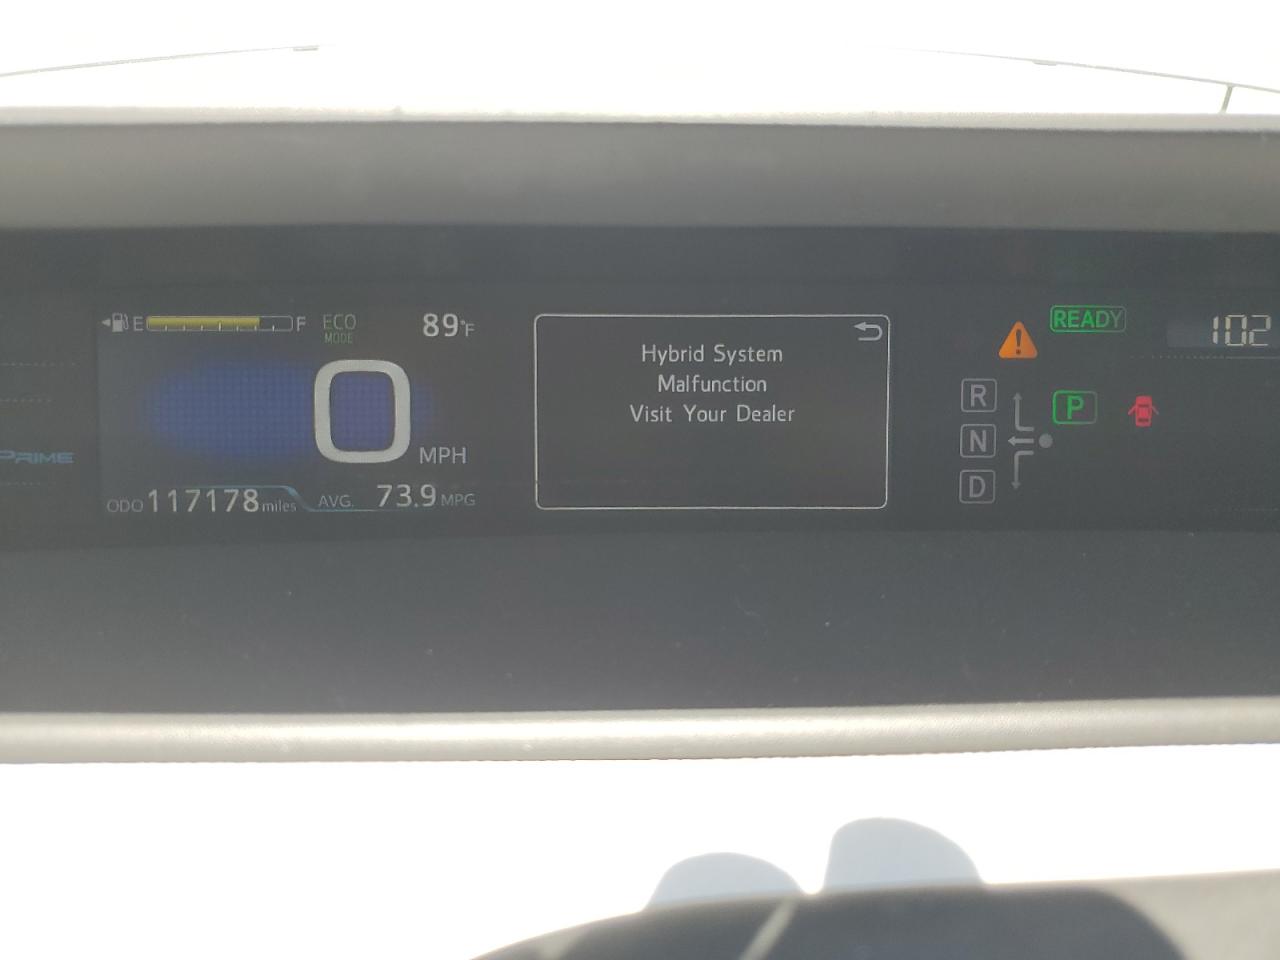 E F ECO
MODE
89°F
0 MPH
ODO 117178 miles AVG. 73.9 MPG
PRIME
Hybrid System
Malfunction
Visit Your Dealer
READY
102
R
N
D
P